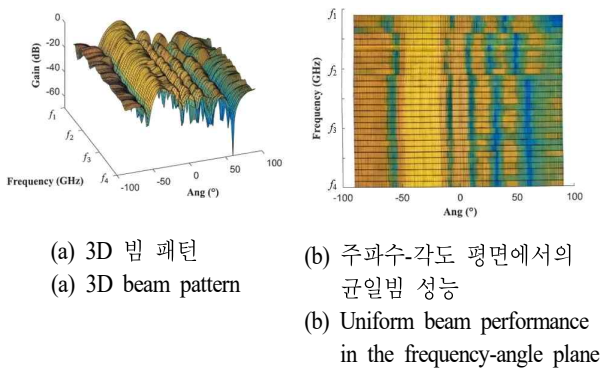 0
-20
-40
-60
Gain (dB)
f1
f2
f3
f4
Frequency (GHz)
-100
-50
0
50
100
Ang (°)
f1
f2
f3
f4
Frequency (GHz)
-50
0
50
100
Ang (°)
(a) 3D 빔 패턴
(a) 3D beam pattern
(b) 주파수-각도 평면에서의
균일빔 성능
(b) Uniform beam performance
in the frequency-angle plane